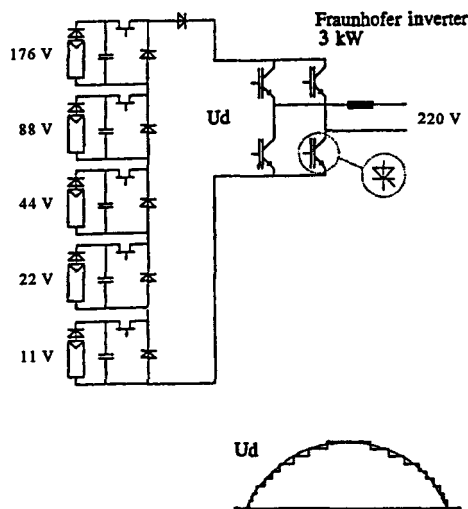 Fraunhofer inverter
3 kW
176 V
88 V
Ud
220 V
44 V
22 V
11 V
Ud